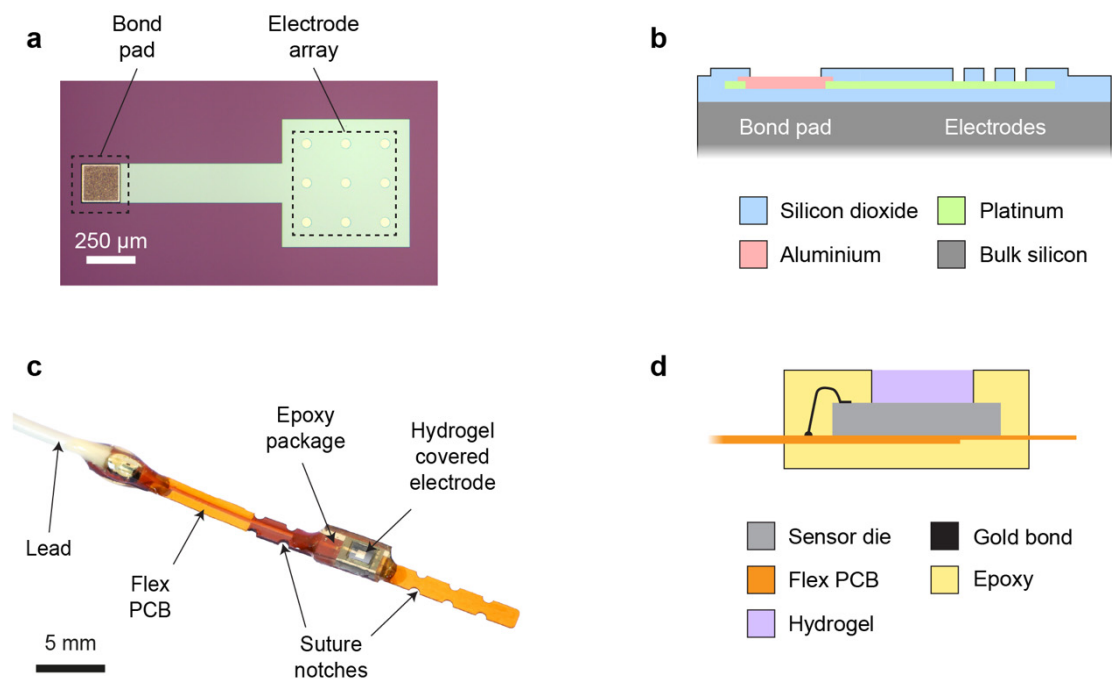 a
Bond
pad
Electrode
array
250 µm
b
Bond pad
Electrodes
Silicon dioxide
Platinum
Aluminium
Bulk silicon
c
Epoxy
package
Hydrogel
covered
electrode
Lead
Flex
PCB
Suture
notches
5 mm
d
Sensor die
Gold bond
Flex PCB
Epoxy
Hydrogel